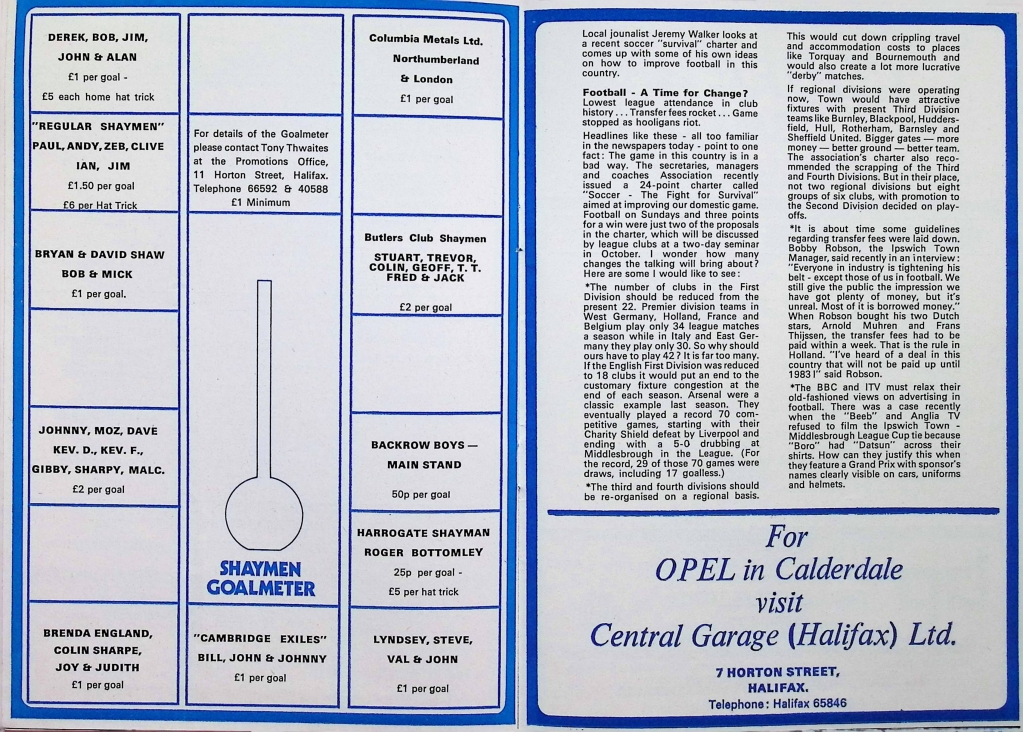 DEREK, BOB, JIM,
JOHN & ALAN
£1 per goal -
£5 each home hat trick
"REGULAR SHAYMEN"
PAUL, ANDY, ZEB, CLIVE
IAN, JIM
£1.50 per goal
£6 per Hat Trick
BRYAN & DAVID SHAW
BOB & MICK
£1 per goal.
JOHNNY, MOZ, DAVE
KEV. D., KEV. F.,
GIBBY, SHARPY, MALC.
£2 per goal
BRENDA ENGLAND,
COLIN SHARPE,
JOY & JUDITH
£1 per goal
For details of the Goalmeter
please contact Tony Thwaites
at the Promotions Office,
11 Horton Street, Halifax.
Telephone 66592 & 40588
£1 Minimum
SHAYMEN
GOALMETER
"CAMBRIDGE EXILES"
BILL, JOHN & JOHNNY
£1 per goal
Columbia Metals Ltd.
Northumberland
& London
£1 per goal
Butlers Club Shaymen
STUART, TREVOR,
COLIN, GEOFF, T. T.
FRED & JACK
£2 per goal
BACKROW BOYS —
MAIN STAND
50p per goal
HARROGATE SHAYMAN
ROGER BOTTOMLEY
25p per goal -
£5 per hat trick
LYNDSEY, STEVE,
VAL & JOHN
£1 per goal
Local jounalist Jeremy Walker looks at
a recent soccer "survival" charter and
comes up with some of his own ideas
on how to improve football in this
country.
Football - A Time for Change?
Lowest league attendance in club
history . . . Transfer fees rocket . . . Game
stopped as hooligans riot.
Headlines like these - all too familiar
in the newspapers today - point to one
fact: The game in this country is in a
bad way. The secretaries, managers
and coaches Association recently
issued a 24-point charter called
"Soccer - The Fight for Survival"
aimed at improving our domestic game.
Football on Sundays and three points
for a win were just two of the proposals
in the charter, which will be discussed
by league clubs at a two-day seminar
in October. I wonder how many
changes the talking will bring about?
Here are some I would like to see:
*The number of clubs in the First
Division should be reduced from the
present 22. Premier division teams in
West Germany, Holland, France and
Belgium play only 34 league matches
a season while in Italy and East Ger-
many they play only 30. So why should
ours have to play 42? It is far too many.
If the English First Division was reduced
to 18 clubs it would put an end to the
customary fixture congestion at the
end of each season. Arsenal were a
classic example last season. They
eventually played a record 70 com-
petitive games, starting with their
Charity Shield defeat by Liverpool and
ending with a 5-0 drubbing at
Middlesbrough in the League. (For
the record, 29 of those 70 games were
draws, including 17 goalless.)
*The third and fourth divisions should
be re-organised on a regional basis.
This would cut down crippling travel
and accommodation costs to places
like Torquay and Bournemouth and
would also create a lot more lucrative
"derby" matches.
If regional divisions were operating
now, Town would have attractive
fixtures with present Third Division
teams like Burnley, Blackpool, Hudders-
field, Hull, Rotherham, Barnsley and
Sheffield United. Bigger gates — more
money — better ground — better team.
The association's charter also reco-
mmended the scrapping of the Third
and Fourth Divisions. But in their place,
not two regional divisions but eight
groups of six clubs, with promotion to
the Second Division decided on play-
offs.
*It is about time some guidelines
regarding transfer fees were laid down.
Bobby Robson, the Ipswich Town
Manager, said recently in an interview:
"Everyone in industry is tightening his
belt - except those of us in football. We
still give the public the impression we
have got plenty of money, but it's
unreal. Most of it is borrowed money."
When Robson bought his two Dutch
stars, Arnold Muhren and Frans
Thijssen, the transfer fees had to be
paid within a week. That is the rule in
Holland. "I've heard of a deal in this
country that will not be paid up until
1983!" said Robson.
*The BBC and ITV must relax their
old-fashioned views on advertising in
football. There was a case recently
when the "Beeb" and Anglia TV
refused to film the Ipswich Town -
Middlesbrough League Cup tie because
"Boro" had "Datsun" across their
shirts. How can they justify this when
they feature a Grand Prix with sponsor's
names clearly visible on cars, uniforms
and helmets.
For
OPEL in Calderdale
visit
Central Garage (Halifax) Ltd.
7 HORTON STREET,
HALIFAX.
Telephone: Halifax 65846